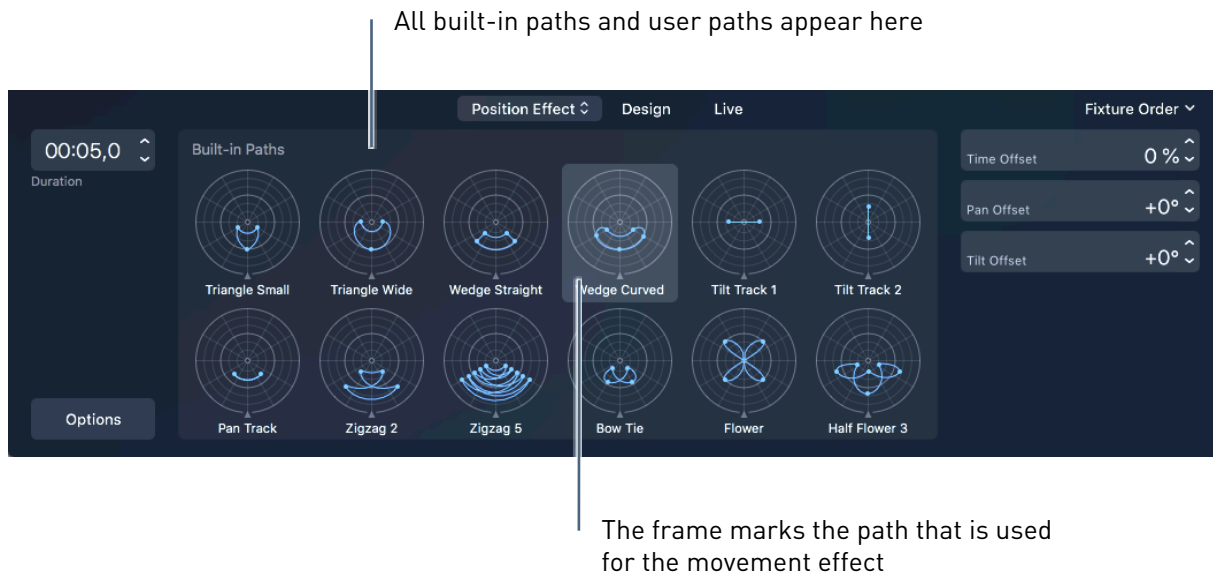 All built-in paths and user paths appear here
Position Effect Design Live Fixture Order
00:05,0
Duration
Built-in Paths
Time Offset 0 %
Pan Offset +0°
Tilt Offset +0°
Triangle Small Triangle Wide Wedge Straight Wedge Curved Tilt Track 1 Tilt Track 2
Options
Pan Track Zigzag 2 Zigzag 5 Bow Tie Flower Half Flower 3
The frame marks the path that is used
for the movement effect